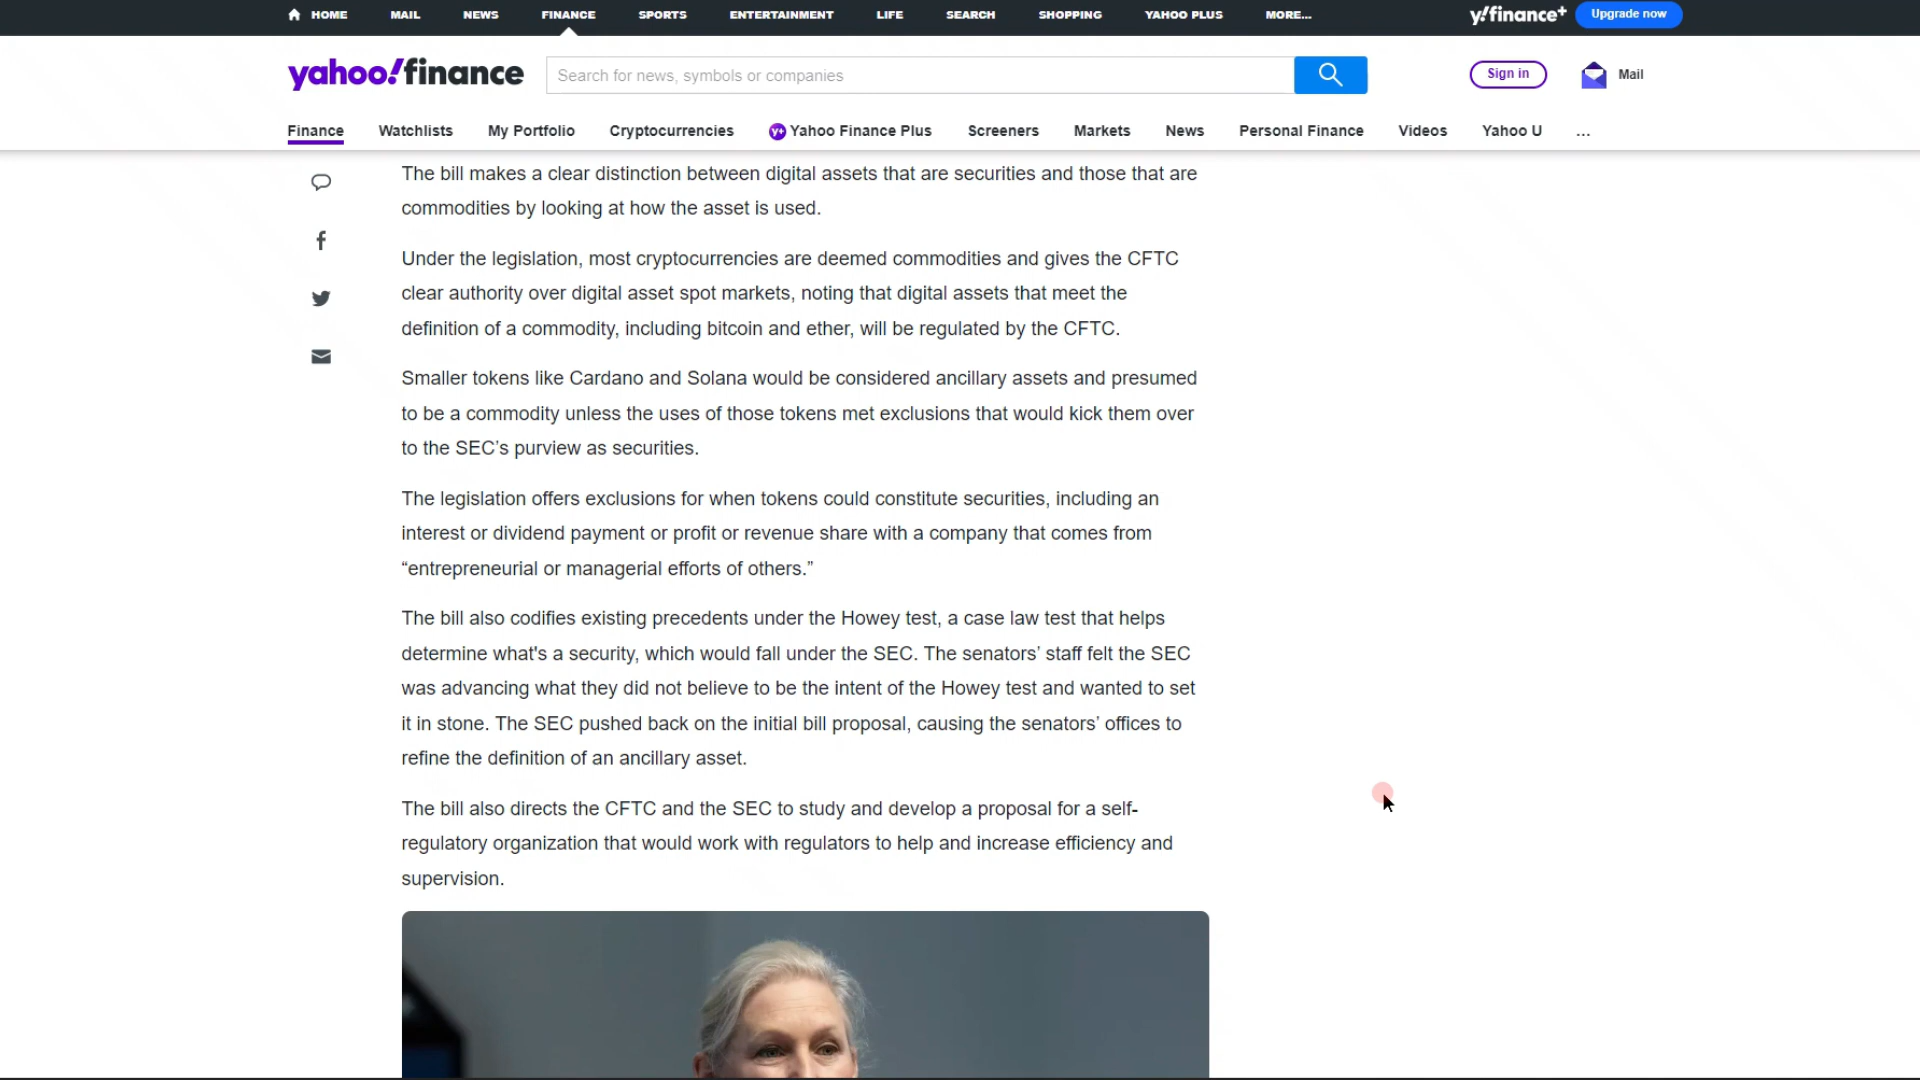 HOME MAIL NEWS FINANCE SPORTS ENTERTAINMENT LIFE SEARCH SHOPPING YAHOO PLUS MORE... y!finance+ Upgrade now
yahoo!finance Search for news, symbols or companies Sign in Mail
Finance Watchlists My Portfolio Cryptocurrencies y+ Yahoo Finance Plus Screeners Markets News Personal Finance Videos Yahoo U ...
The bill makes a clear distinction between digital assets that are securities and those that are
commodities by looking at how the asset is used.
Under the legislation, most cryptocurrencies are deemed commodities and gives the CFTC
clear authority over digital asset spot markets, noting that digital assets that meet the
definition of a commodity, including bitcoin and ether, will be regulated by the CFTC.
Smaller tokens like Cardano and Solana would be considered ancillary assets and presumed
to be a commodity unless the uses of those tokens met exclusions that would kick them over
to the SEC’s purview as securities.
The legislation offers exclusions for when tokens could constitute securities, including an
interest or dividend payment or profit or revenue share with a company that comes from
“entrepreneurial or managerial efforts of others.”
The bill also codifies existing precedents under the Howey test, a case law test that helps
determine what's a security, which would fall under the SEC. The senators’ staff felt the SEC
was advancing what they did not believe to be the intent of the Howey test and wanted to set
it in stone. The SEC pushed back on the initial bill proposal, causing the senators’ offices to
refine the definition of an ancillary asset.
The bill also directs the CFTC and the SEC to study and develop a proposal for a self-
regulatory organization that would work with regulators to help and increase efficiency and
supervision.